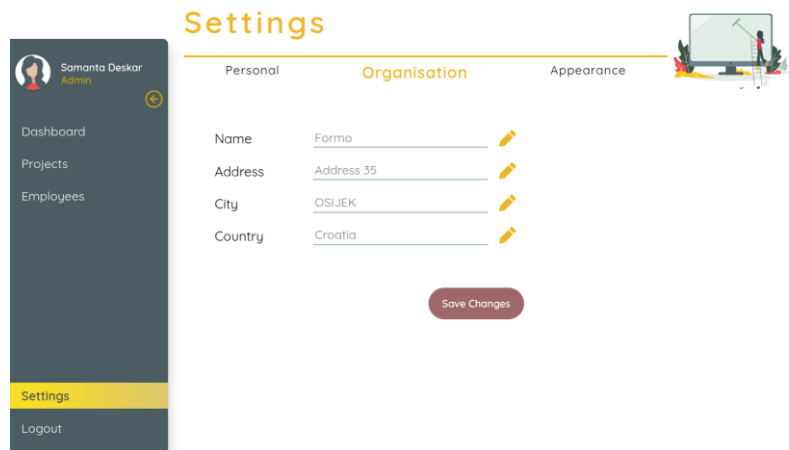 Settings
Samanta Deskar
Admin
Dashboard
Projects
Employees
Settings
Logout
Personal Organisation Appearance
Name Formo
Address Address 35
City OSIJEK
Country Croatia
Save Changes